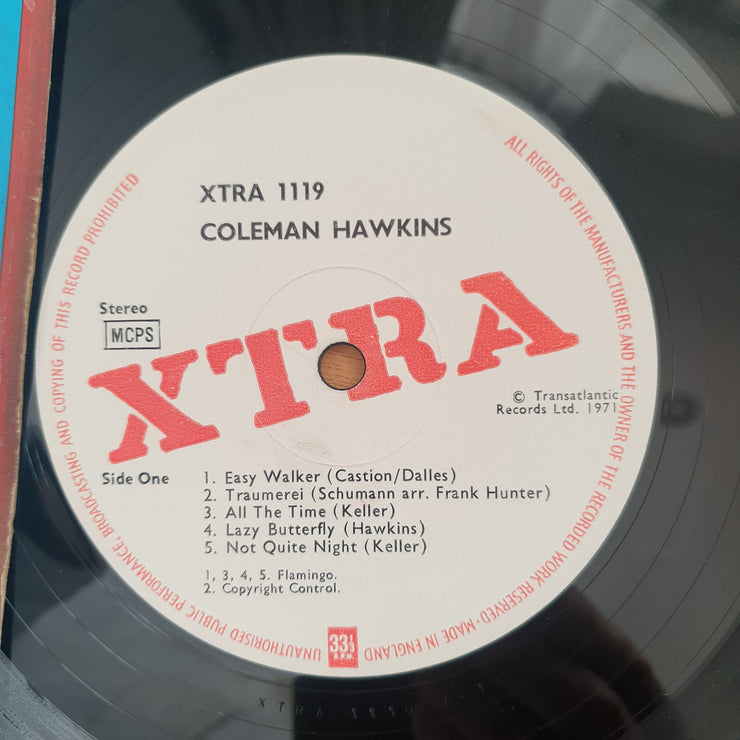 XTRA 1119
COLEMAN HAWKINS
Stereo
MCPS
XTRA
© Transatlantic
Records Ltd. 1971
Side One
1. Easy Walker (Castion/Dalles)
2. Traumerei (Schumann arr. Frank Hunter)
3. All The Time (Keller)
4. Lazy Butterfly (Hawkins)
5. Not Quite Night (Keller)
1, 3, 4, 5. Flamingo.
2. Copyright Control.
ALL RIGHTS OF THE MANUFACTURERS AND THE OWNER OF THE RECORDED WORK RESERVED · MADE IN ENGLAND
33⅓
R.P.M.
UNAUTHORISED PUBLIC PERFORMANCE, BROADCASTING AND COPYING OF THIS RECORD PROHIBITED
XTRA 1119 A